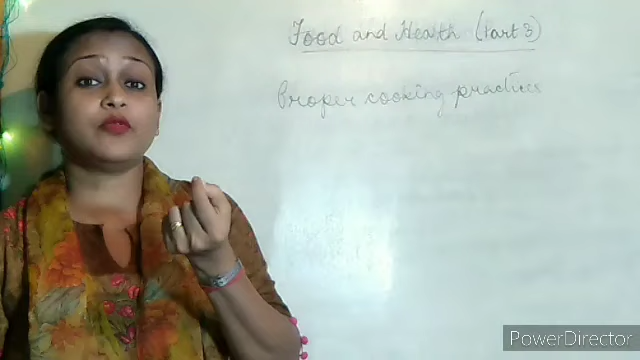 Food and Health (Part 3)
Proper cooking practices
PowerDirector